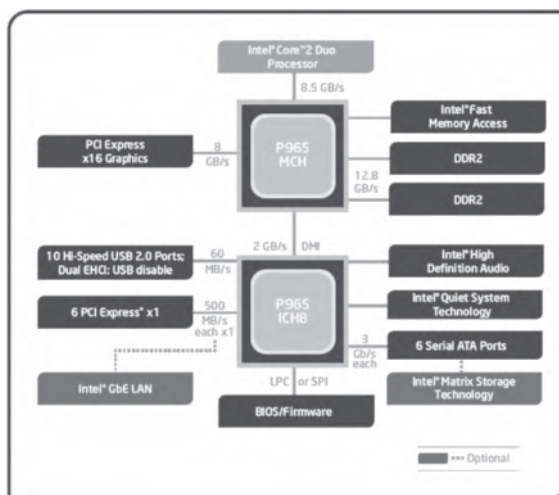 Intel® Core™2 Duo
Processor
8.5 GB/s
P965
MCH
Intel® Fast
Memory Access
PCI Express
x16 Graphics
8
GB/s
DDR2
12.8
GB/s
DDR2
2 GB/s
DMI
10 Hi-Speed USB 2.0 Ports;
Dual EHCI: USB disable
60
MB/s
Intel® High
Definition Audio
P965
ICH8
Intel® Quiet System
Technology
6 PCI Express® x1
500
MB/s
each x1
3
Gb/s
each
6 Serial ATA Ports
Intel® GbE LAN
Intel® Matrix Storage
Technology
LPC or SPI
BIOS/Firmware
Optional